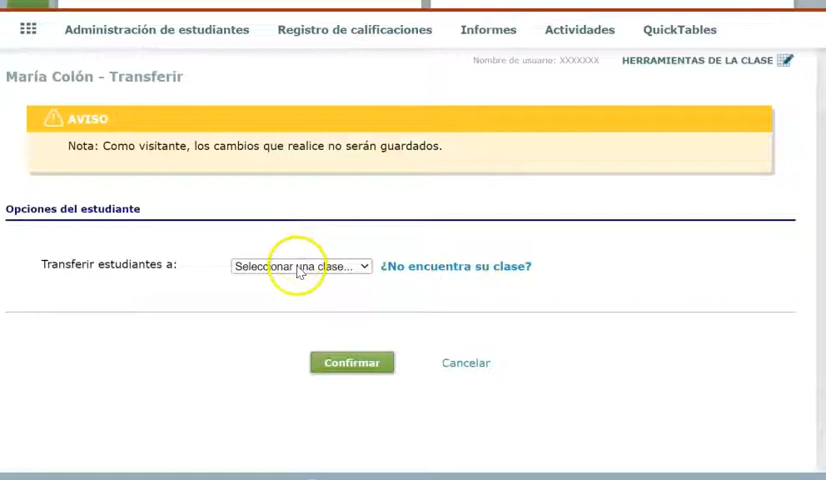 Administración de estudiantes Registro de calificaciones Informes Actividades QuickTables
Nombre de usuario: XXXXXXX HERRAMIENTAS DE LA CLASE
María Colón - Transferir
AVISO
Nota: Como visitante, los cambios que realice no serán guardados.
Opciones del estudiante
Transferir estudiantes a: Seleccionar una clase... ¿No encuentra su clase?
Confirmar Cancelar